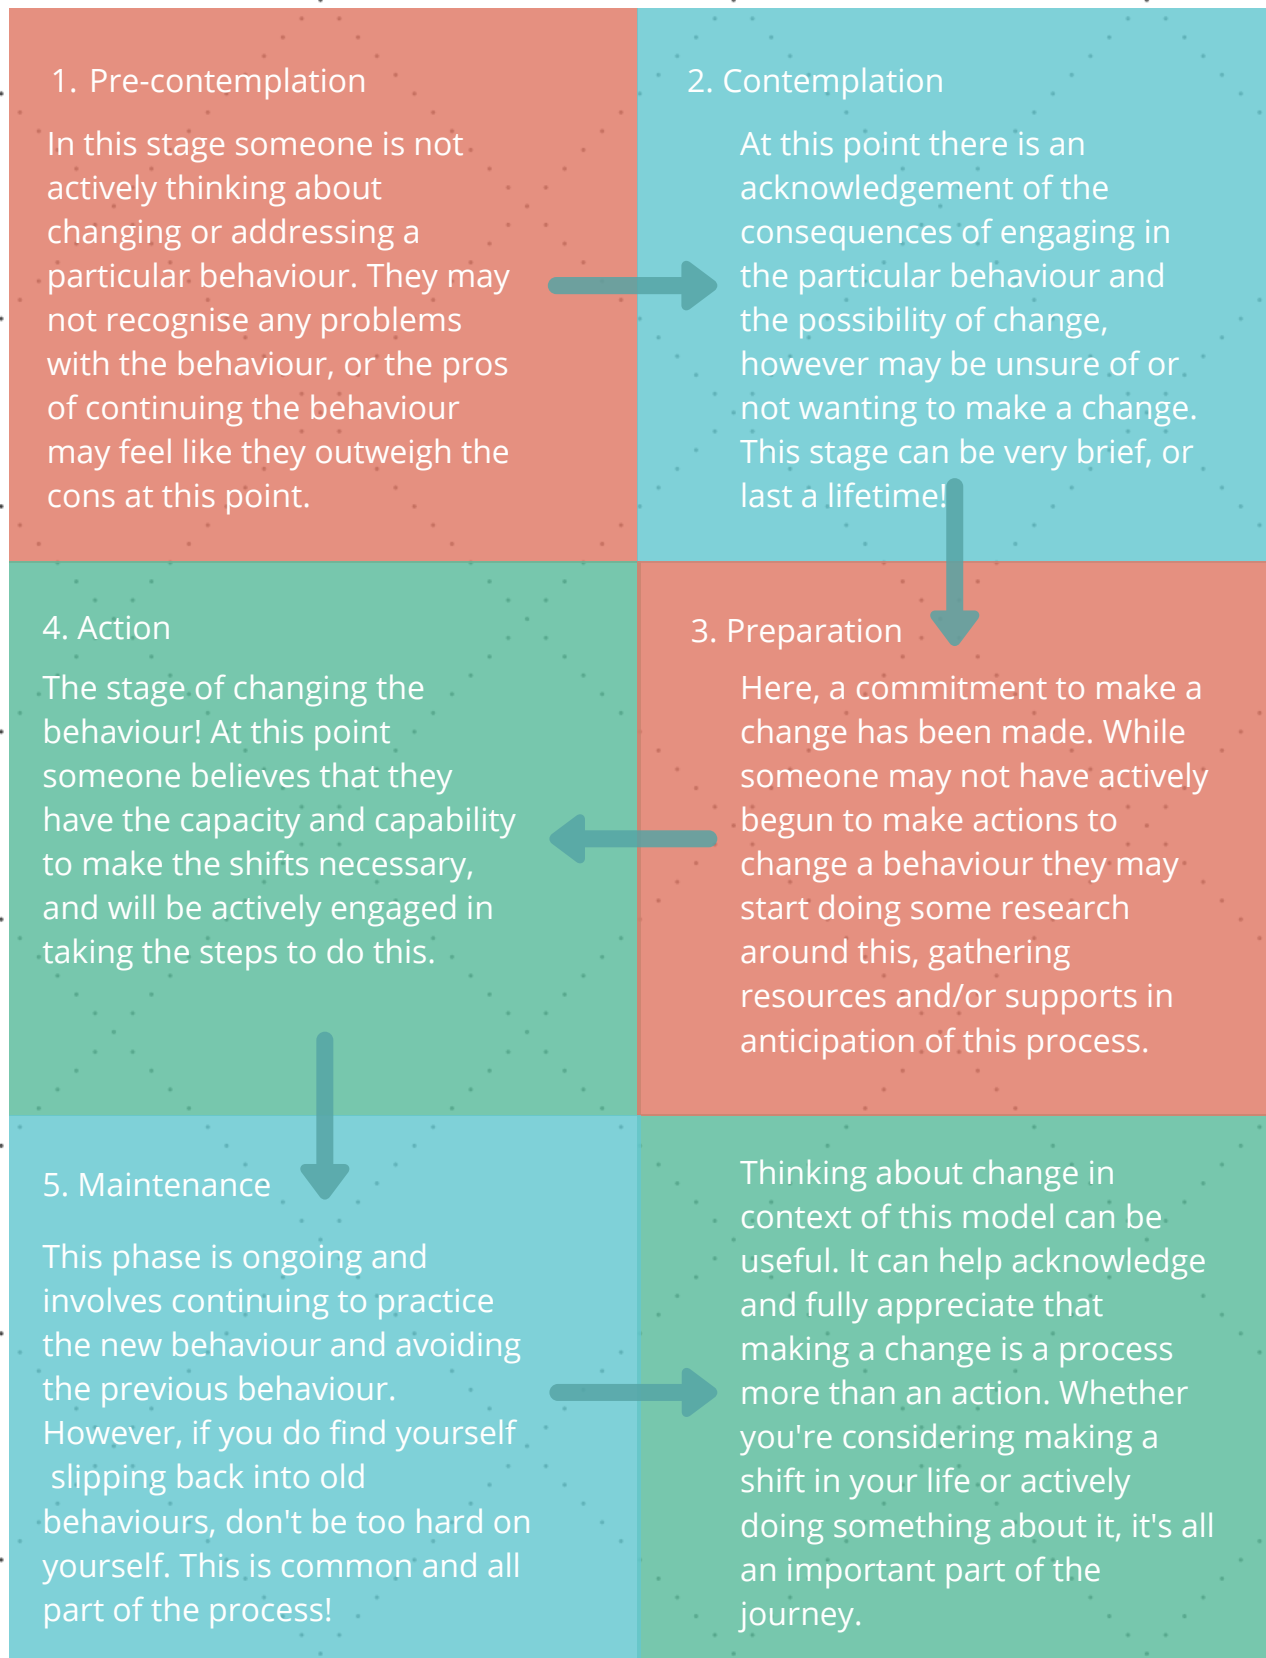 1. Pre-contemplation
In this stage someone is not
actively thinking about
changing or addressing a
particular behaviour. They may
not recognise any problems
with the behaviour, or the pros
of continuing the behaviour
may feel like they outweigh the
cons at this point.
2. Contemplation
At this point there is an
acknowledgement of the
consequences of engaging in
the particular behaviour and
the possibility of change,
however may be unsure of or
not wanting to make a change.
This stage can be very brief, or
last a lifetime!
3. Preparation
Here, a commitment to make a
change has been made. While
someone may not have actively
begun to make actions to
change a behaviour they may
start doing some research
around this, gathering
resources and/or supports in
anticipation of this process.
4. Action
The stage of changing the
behaviour! At this point
someone believes that they
have the capacity and capability
to make the shifts necessary,
and will be actively engaged in
taking the steps to do this.
5. Maintenance
This phase is ongoing and
involves continuing to practice
the new behaviour and avoiding
the previous behaviour.
However, if you do find yourself
slipping back into old
behaviours, don't be too hard on
yourself. This is common and all
part of the process!
Thinking about change in
context of this model can be
useful. It can help acknowledge
and fully appreciate that
making a change is a process
more than an action. Whether
you're considering making a
shift in your life or actively
doing something about it, it's all
an important part of the
journey.